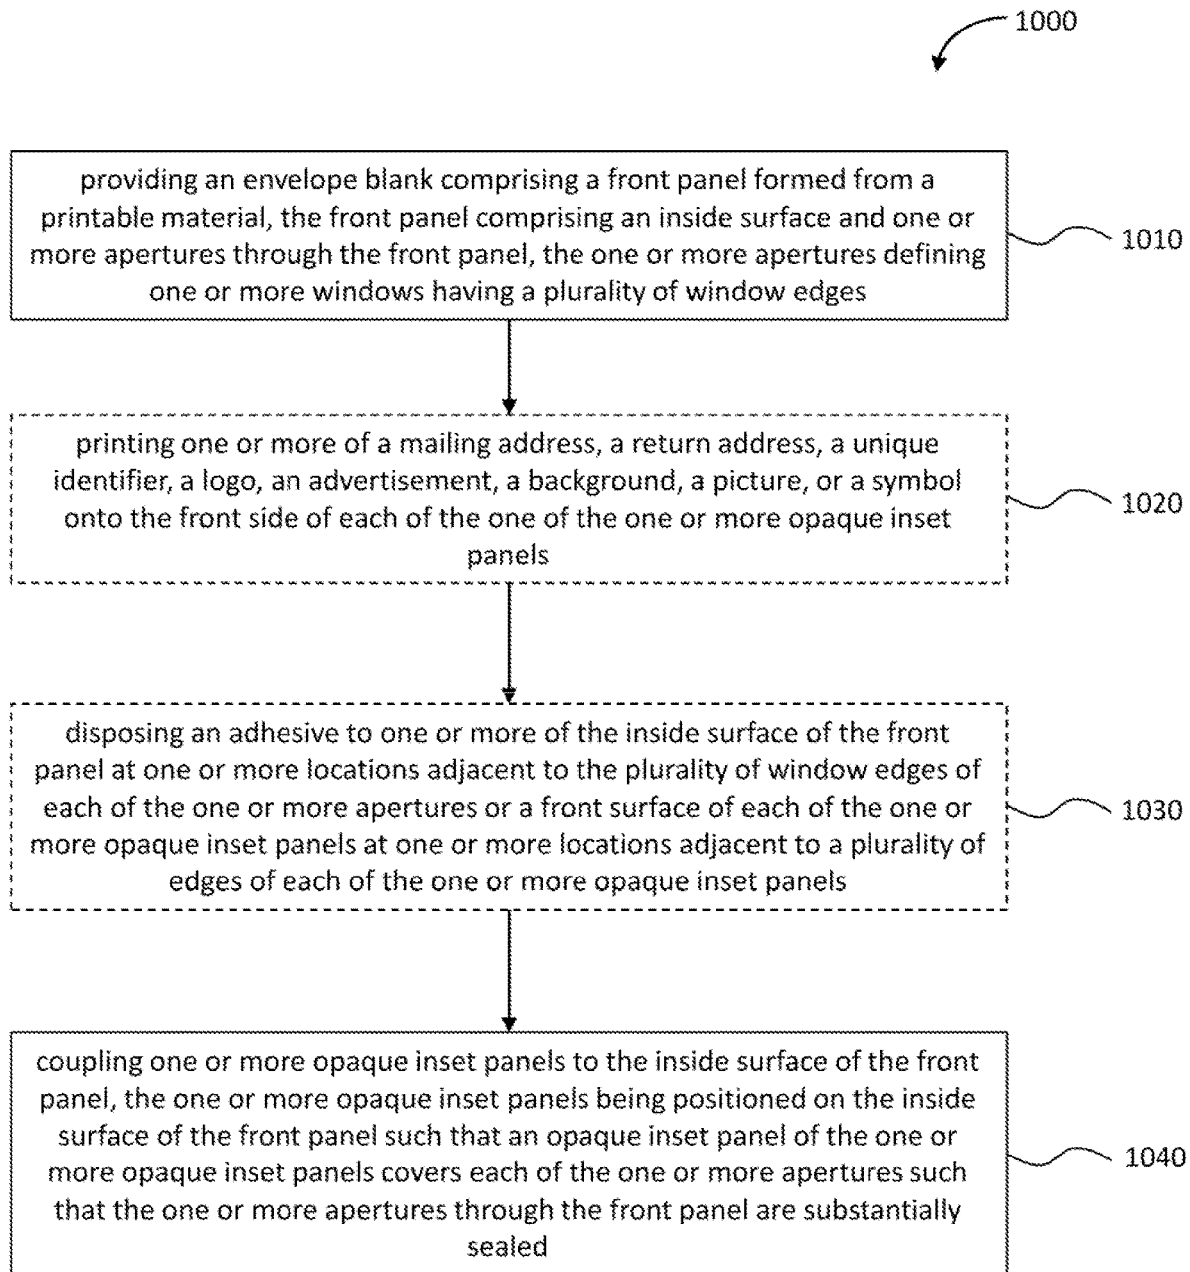 1000
providing an envelope blank comprising a front panel formed from a
printable material, the front panel comprising an inside surface and one or
more apertures through the front panel, the one or more apertures defining
one or more windows having a plurality of window edges
1010
printing one or more of a mailing address, a return address, a unique
identifier, a logo, an advertisement, a background, a picture, or a symbol
onto the front side of each of the one of the one or more opaque inset
panels
1020
disposing an adhesive to one or more of the inside surface of the front
panel at one or more locations adjacent to the plurality of window edges of
each of the one or more apertures or a front surface of each of the one or
more opaque inset panels at one or more locations adjacent to a plurality of
edges of each of the one or more opaque inset panels
1030
coupling one or more opaque inset panels to the inside surface of the front
panel, the one or more opaque inset panels being positioned on the inside
surface of the front panel such that an opaque inset panel of the one or
more opaque inset panels covers each of the one or more apertures such
that the one or more apertures through the front panel are substantially
sealed
1040